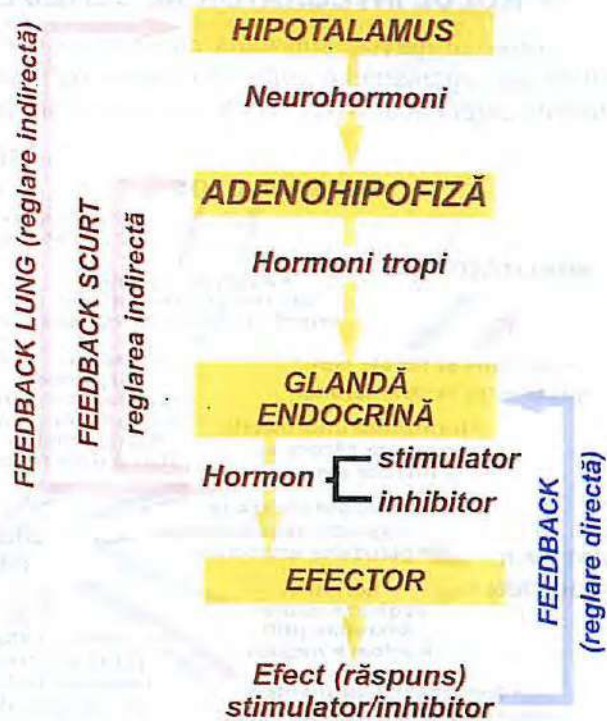 HIPOTALAMUS
Neurohormoni
ADENOHIPOFIZĂ
Hormoni tropi
GLANDĂ
ENDOCRINĂ
Hormon
stimulator
inhibitor
EFECTOR
Efect (răspuns)
stimulator/inhibitor
FEEDBACK LUNG (reglare indirectă)
FEEDBACK SCURT
reglarea indirectă
FEEDBACK
(reglare directă)